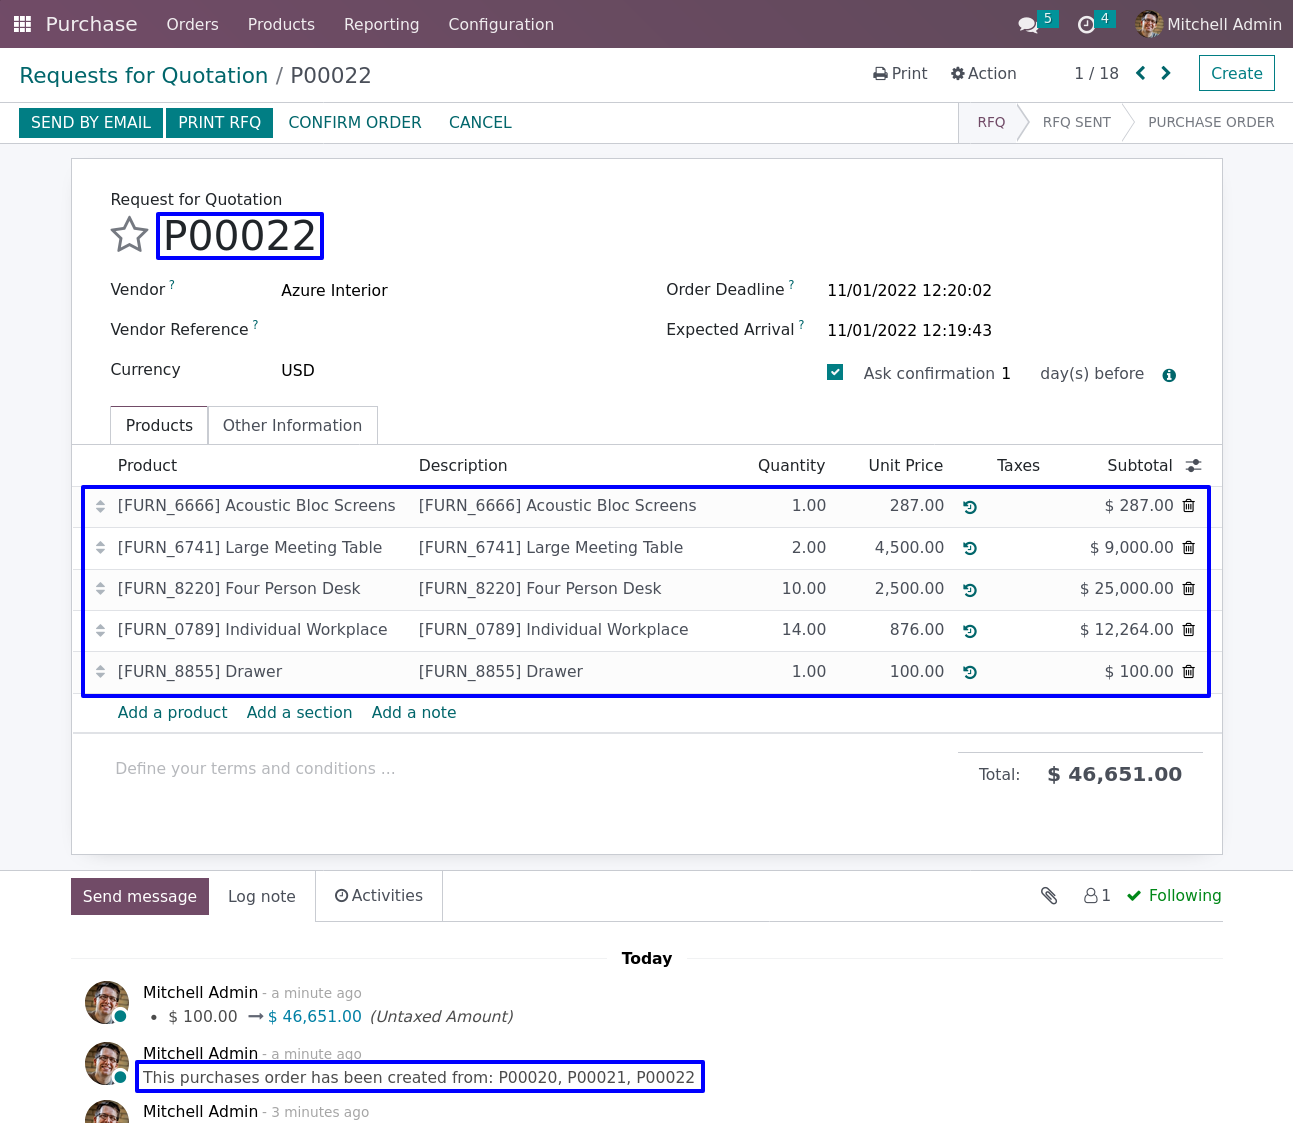 Purchase Orders Products Reporting Configuration 5 4 Mitchell Admin
Requests for Quotation / P00022 Print Action 1 / 18 Create
SEND BY EMAIL PRINT RFQ CONFIRM ORDER CANCEL RFQ RFQ SENT PURCHASE ORDER
Request for Quotation
P00022
Vendor ? Azure Interior Order Deadline ? 11/01/2022 12:20:02
Vendor Reference ? Expected Arrival ? 11/01/2022 12:19:43
Currency USD Ask confirmation 1 day(s) before
Products Other Information
Product Description Quantity Unit Price Taxes Subtotal
[FURN_6666] Acoustic Bloc Screens [FURN_6666] Acoustic Bloc Screens 1.00 287.00 $ 287.00
[FURN_6741] Large Meeting Table [FURN_6741] Large Meeting Table 2.00 4,500.00 $ 9,000.00
[FURN_8220] Four Person Desk [FURN_8220] Four Person Desk 10.00 2,500.00 $ 25,000.00
[FURN_0789] Individual Workplace [FURN_0789] Individual Workplace 14.00 876.00 $ 12,264.00
[FURN_8855] Drawer [FURN_8855] Drawer 1.00 100.00 $ 100.00
Add a product Add a section Add a note
Define your terms and conditions ... Total: $ 46,651.00
Send message Log note Activities 1 Following
Today
Mitchell Admin - a minute ago
• $ 100.00 → $ 46,651.00 (Untaxed Amount)
Mitchell Admin - a minute ago
This purchases order has been created from: P00020, P00021, P00022
Mitchell Admin - 3 minutes ago